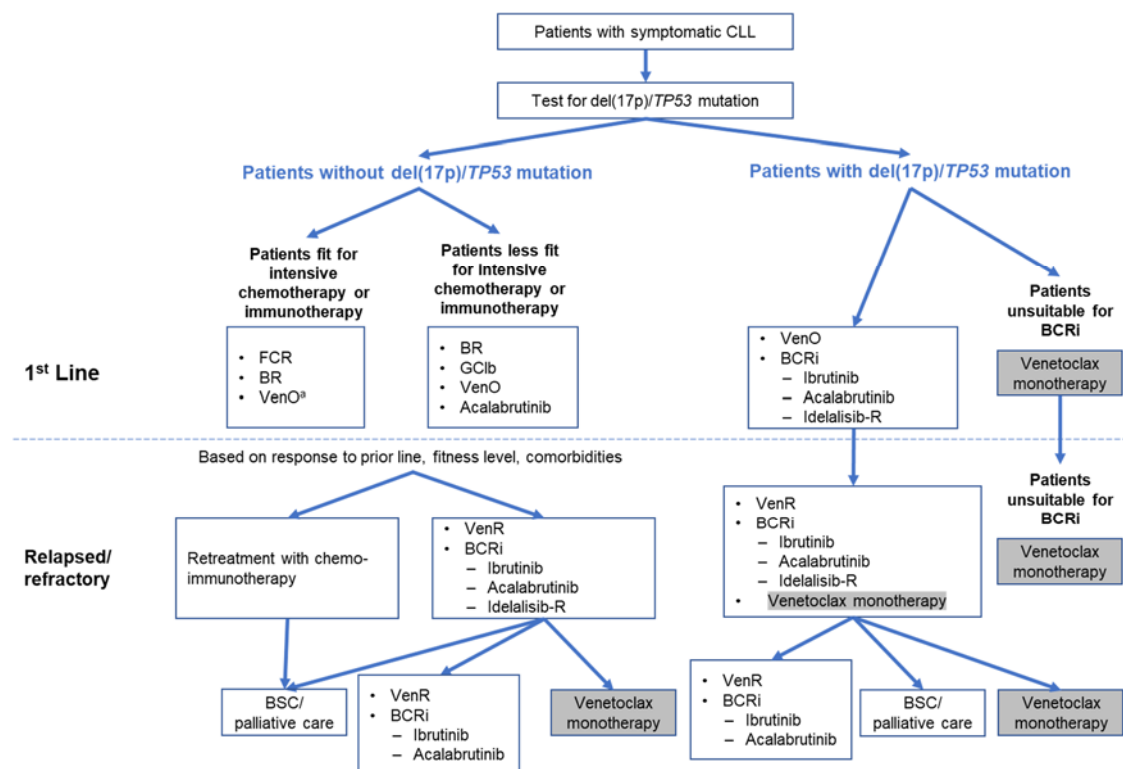 Patients with symptomatic CLL
Test for del(17p)/TP53 mutation
Patients without del(17p)/TP53 mutation
Patients with del(17p)/TP53 mutation
Patients fit for
intensive
chemotherapy or
immunotherapy
Patients less fit
for intensive
chemotherapy or
immunotherapy
Patients
unsuitable for
BCRi
1st Line
• FCR
• BR
• VenOᵃ
• BR
• GClb
• VenO
• Acalabrutinib
• VenO
• BCRi
– Ibrutinib
– Acalabrutinib
– Idelalisib-R
Venetoclax
monotherapy
Based on response to prior line, fitness level, comorbidities
Patients
unsuitable for
BCRi
Relapsed/
refractory
Retreatment with chemo-
immunotherapy
• VenR
• BCRi
– Ibrutinib
– Acalabrutinib
– Idelalisib-R
• VenR
• BCRi
– Ibrutinib
– Acalabrutinib
– Idelalisib-R
• Venetoclax monotherapy
Venetoclax
monotherapy
BSC/
palliative care
• VenR
• BCRi
– Ibrutinib
– Acalabrutinib
Venetoclax
monotherapy
• VenR
• BCRi
– Ibrutinib
– Acalabrutinib
BSC/
palliative care
Venetoclax
monotherapy